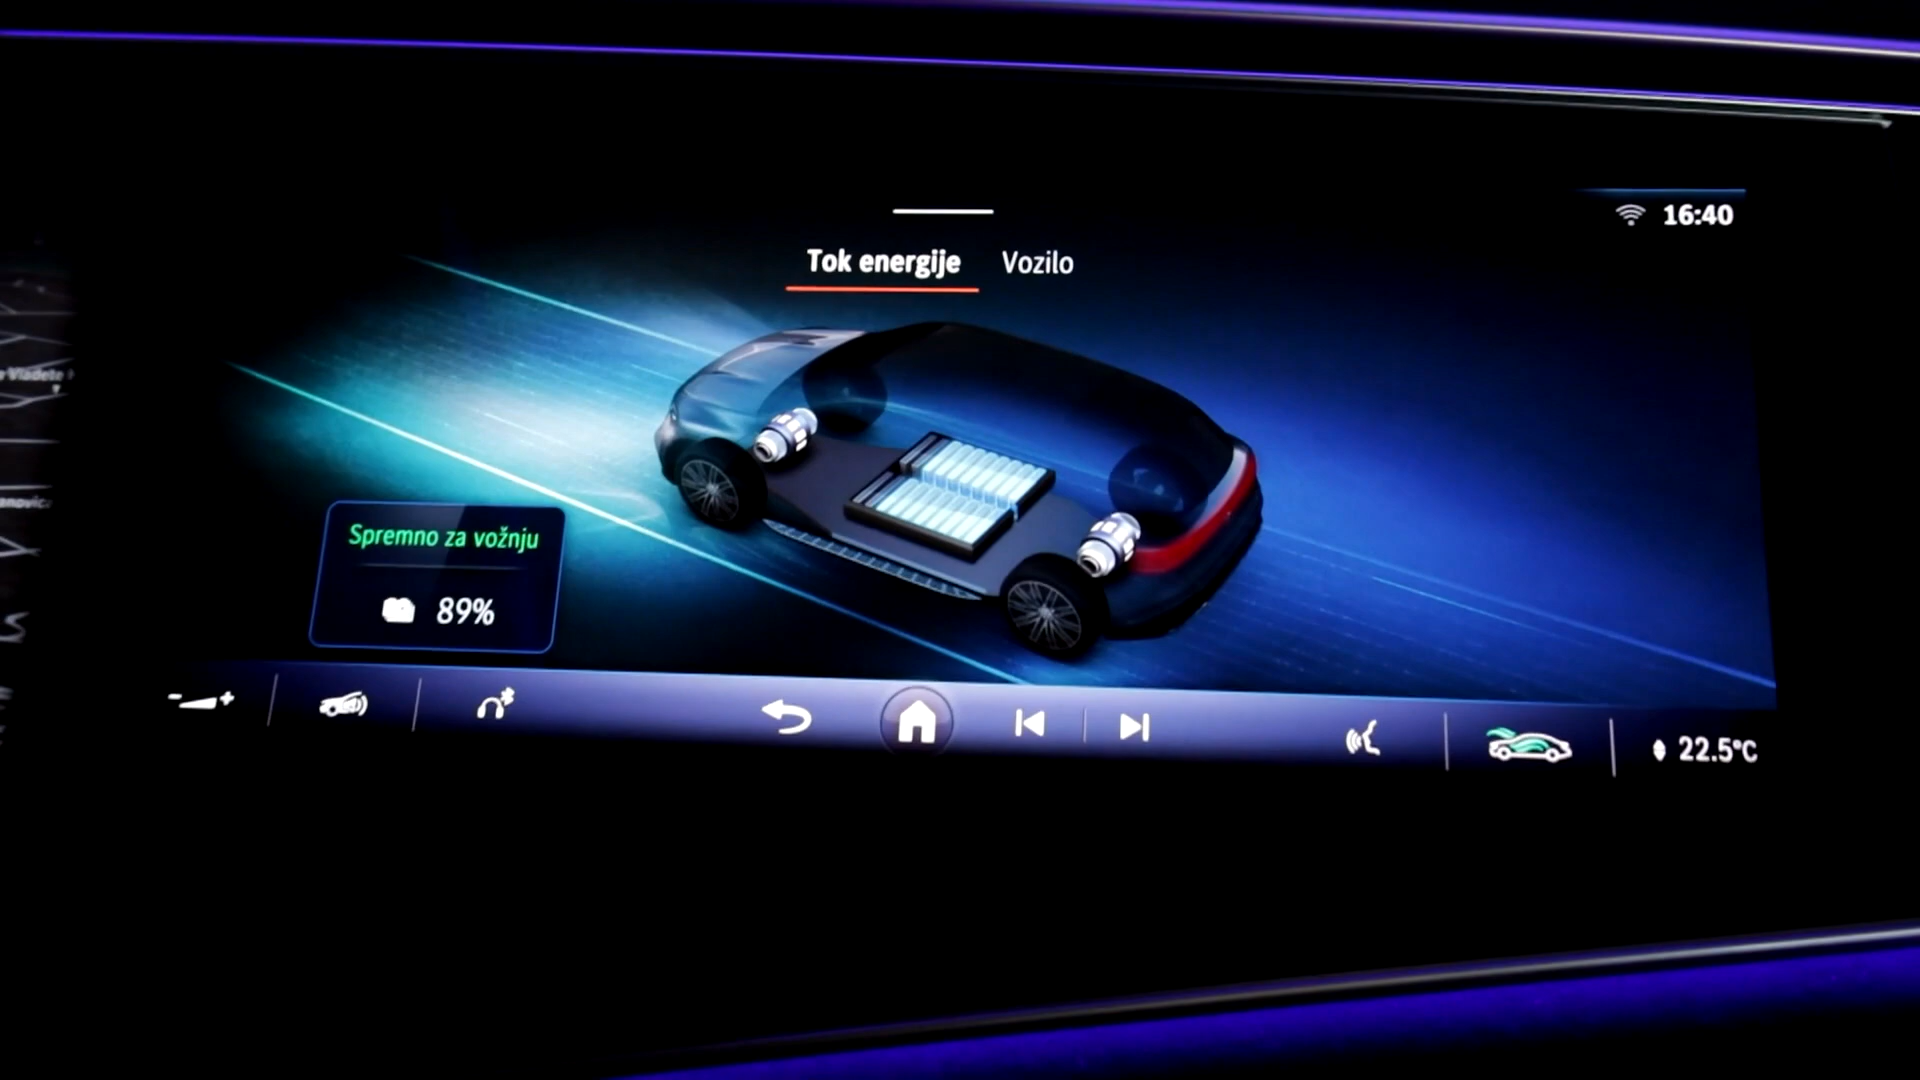 16:40
Tok energije Vozilo
Spremno za vožnju
89%
22.5°C